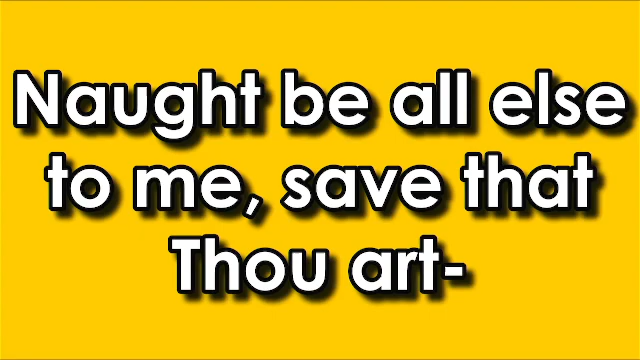 Naught be all else
to me, save that
Thou art-